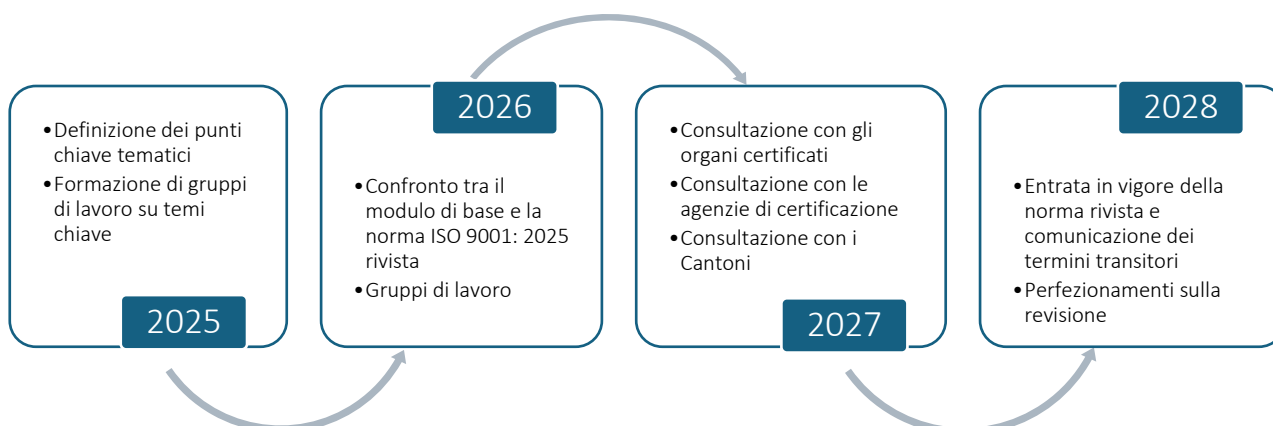 •Definizione dei punti
chiave tematici
•Formazione di gruppi
di lavoro su temi
chiave
2025
2026
•Confronto tra il
modulo di base e la
norma ISO 9001: 2025
rivista
•Gruppi di lavoro
•Consultazione con gli
organi certificati
•Consultazione con le
agenzie di certificazione
•Consultazione con i
Cantoni
2027
2028
•Entrata in vigore della
norma rivista e
comunicazione dei
termini transitori
•Perfezionamenti sulla
revisione